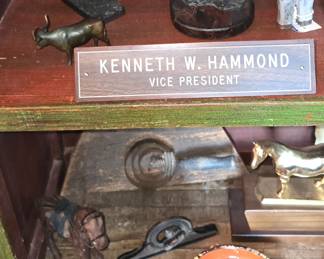 KENNETH W. HAMMOND
VICE PRESIDENT